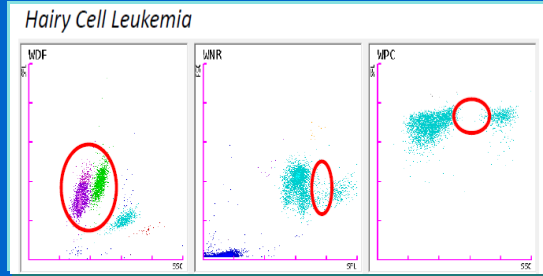 Hairy Cell Leukemia
WDF
WNR
WPC
SFL
FSC
SFL
SSC
SFL
SSC